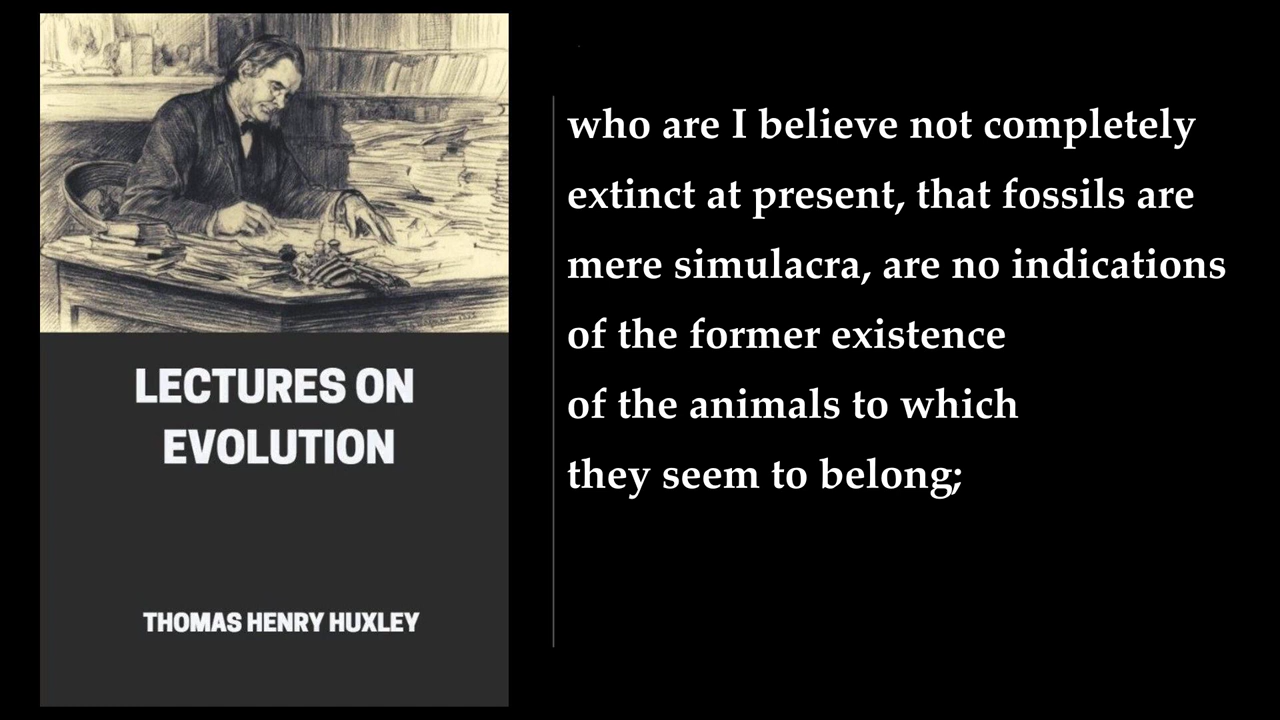 LECTURES ON
EVOLUTION
THOMAS HENRY HUXLEY
who are I believe not completely
extinct at present, that fossils are
mere simulacra, are no indications
of the former existence
of the animals to which
they seem to belong;